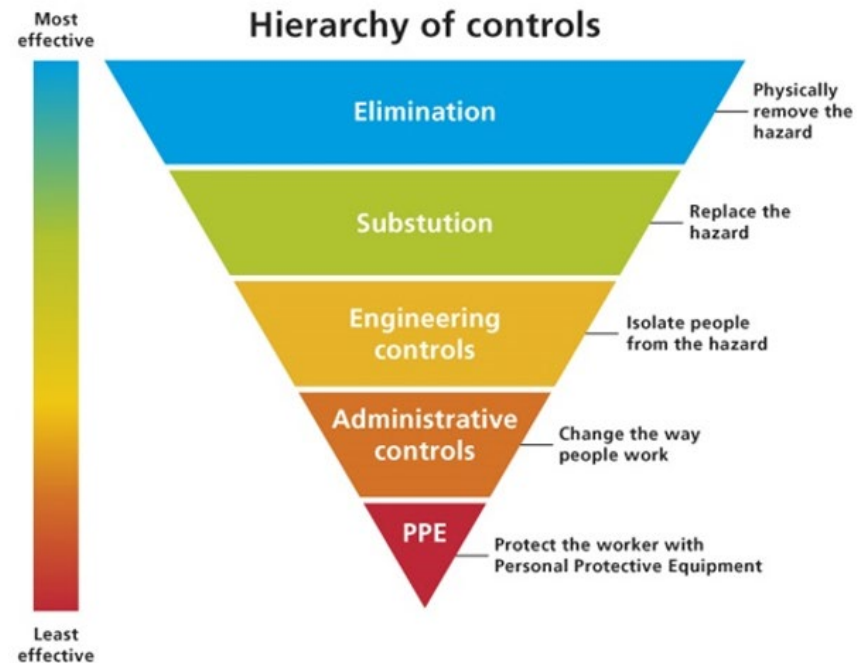 Most
effective
Hierarchy of controls
Elimination
Physically
remove the
hazard
Substution
Replace the
hazard
Engineering
controls
Isolate people
from the hazard
Administrative
controls
Change the way
people work
PPE
Protect the worker with
Personal Protective Equipment
Least
effective